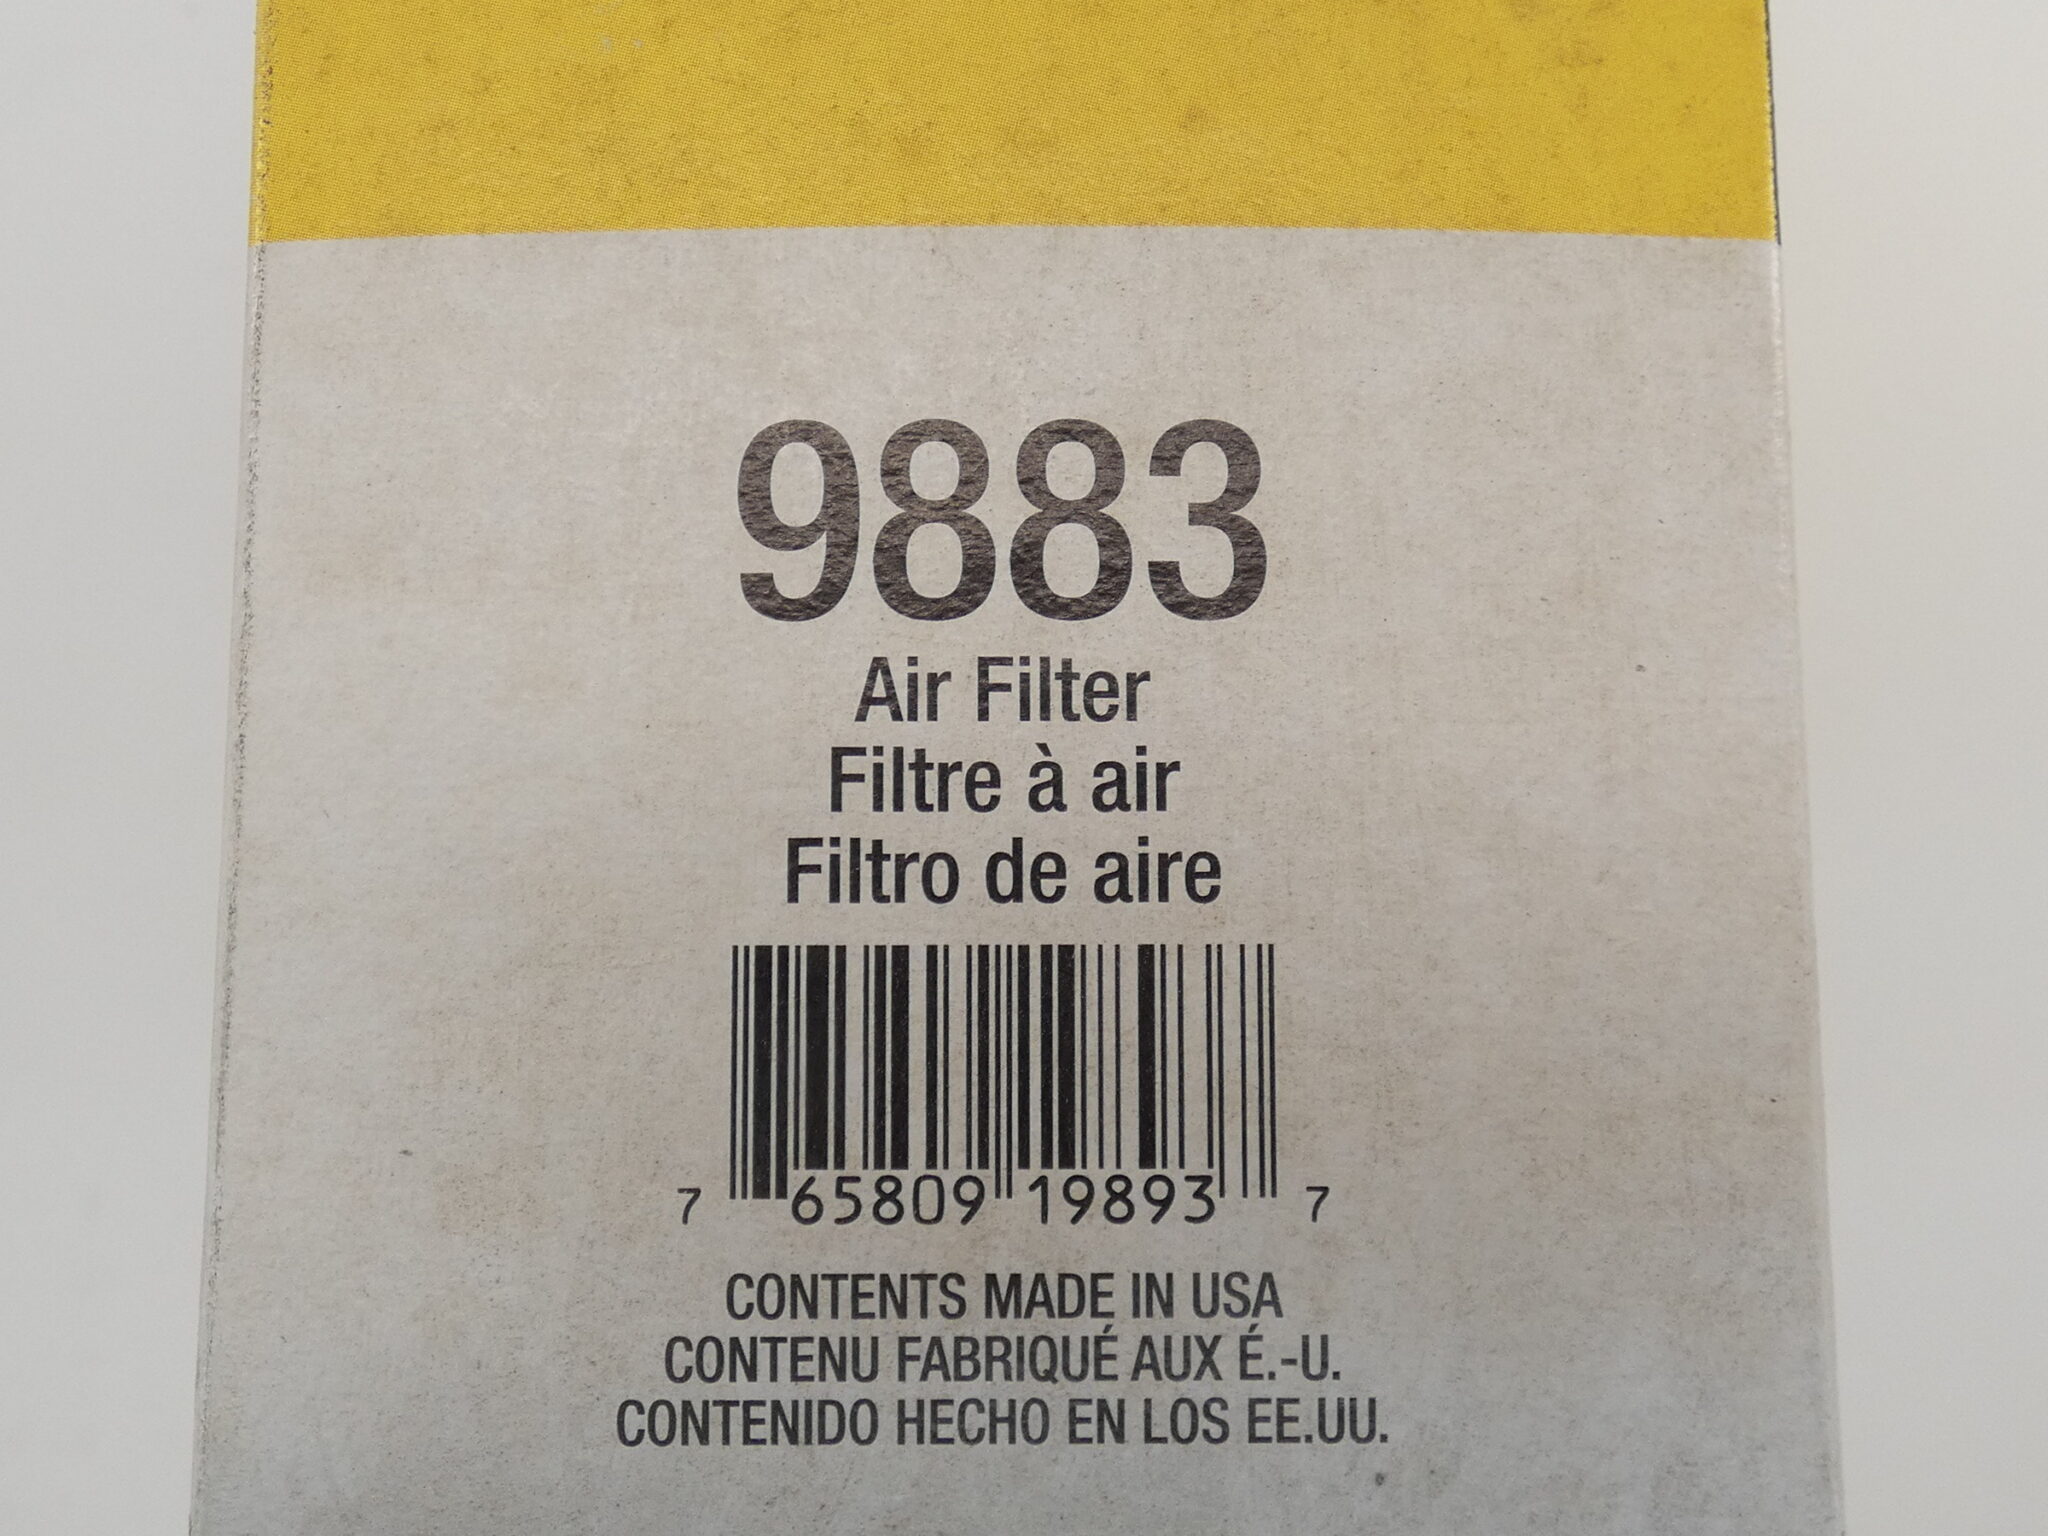 9883
Air Filter
Filtre à air
Filtro de aire
7 65809 19893 7
CONTENTS MADE IN USA
CONTENU FABRIQUÉ AUX É.-U.
CONTENIDO HECHO EN LOS EE.UU.